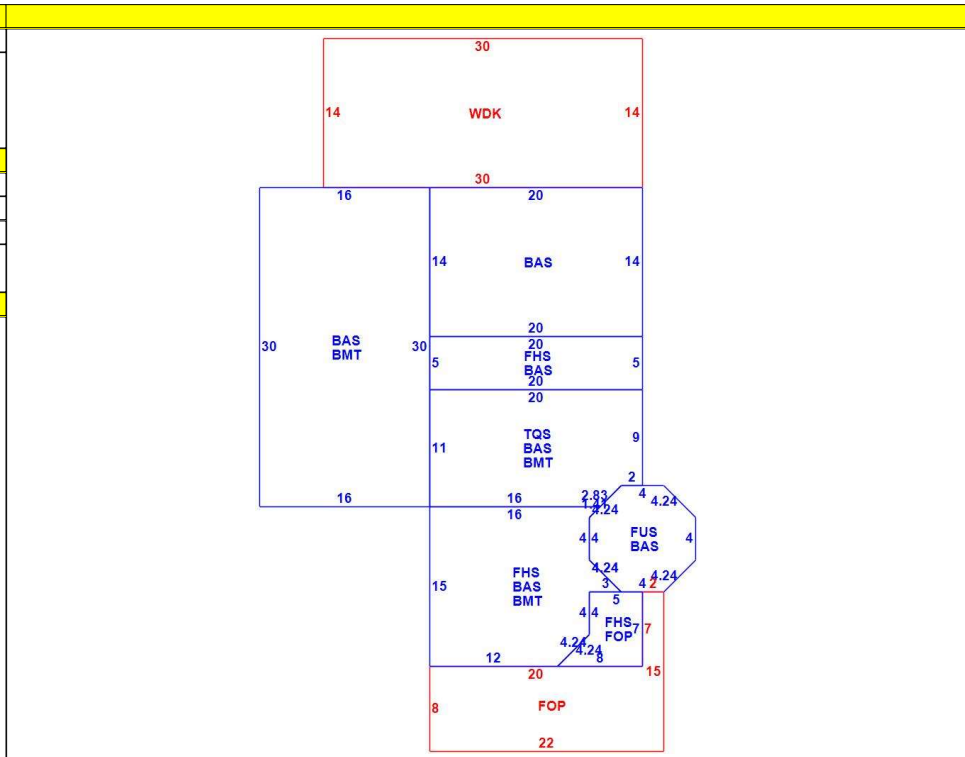 30
14 WDK 14
30
16 20
14 BAS 14
20
20
30 BAS 30 5 FHS 5
BMT BAS
20
20
11 TQS 9
BAS
BMT
2
16 16 2.83 4 4.24
16 4.24
4 4 FUS 4
BAS
15 FHS 4.24 4.24
BAS 3 4 2
BMT 5
4 4 FHS 7 7
FOP
4.24
12 4.24 8
20 15
8 FOP
22